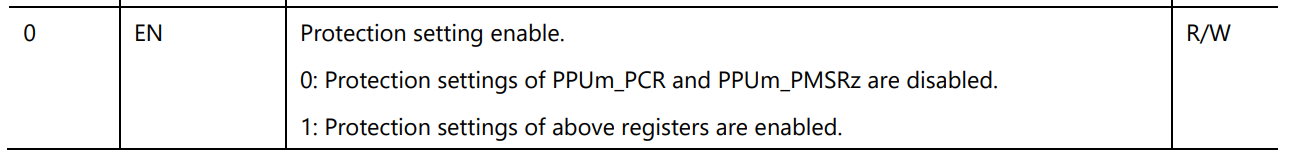 0 EN Protection setting enable. R/W
0: Protection settings of PPUm_PCR and PPUm_PMSRz are disabled.
1: Protection settings of above registers are enabled.